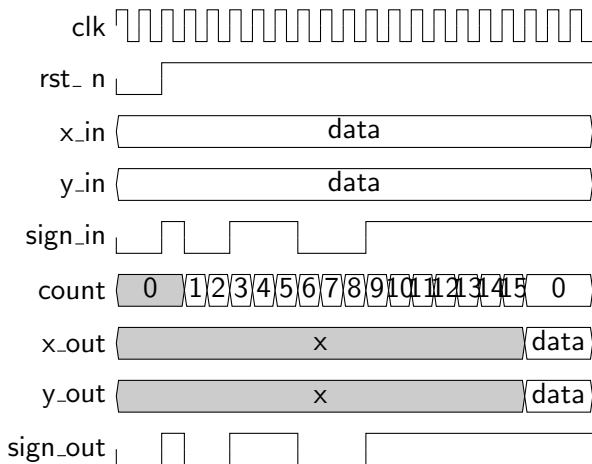 clk
rst_ n
x_in data
y_in data
sign_in
count 0 1 2 3 4 5 6 7 8 9 10 11 12 13 14 15 0
x_out x data
y_out x data
sign_out